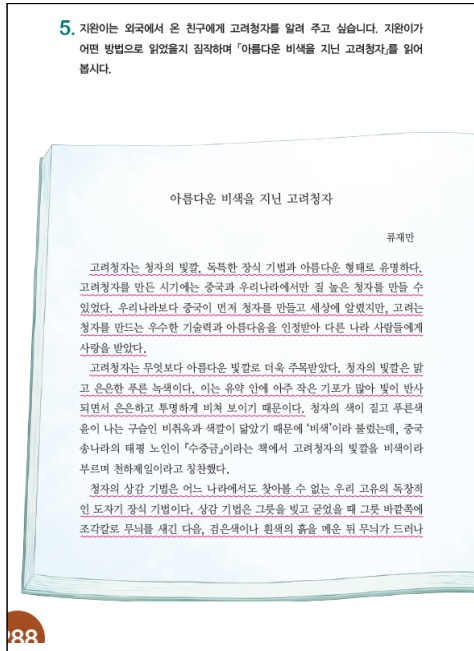 5. 지완이는 외국에서 온 친구에게 고려청자를 알려 주고 싶습니다. 지완이가
어떤 방법으로 읽었을지 짐작하며 「아름다운 비색을 지닌 고려청자」를 읽어
봅시다.
아름다운 비색을 지닌 고려청자
류재만
고려청자는 청자의 빛깔, 독특한 장식 기법과 아름다운 형태로 유명하다.
고려청자를 만든 시기에는 중국과 우리나라에서만 질 높은 청자를 만들 수
있었다. 우리나라보다 중국이 먼저 청자를 만들고 세상에 알렸지만, 고려는
청자를 만드는 우수한 기술력과 아름다움을 인정받아 다른 나라 사람들에게
사랑을 받았다.
고려청자는 무엇보다 아름다운 빛깔로 더욱 주목받았다. 청자의 빛깔은 맑
고 은은한 푸른 녹색이다. 이는 유약 안에 아주 작은 기포가 많아 빛이 반사
되면서 은은하고 투명하게 비쳐 보이기 때문이다. 청자의 색이 짙고 푸른색
윤이 나는 구슬인 비취옥과 색깔이 닮았기 때문에 '비색'이라 불렸는데, 중국
송나라의 태평 노인이 『수중금』이라는 책에서 고려청자의 빛깔을 비색이라
부르며 천하제일이라고 칭찬했다.
청자의 상감 기법은 어느 나라에서도 찾아볼 수 없는 우리 고유의 독창적
인 도자기 장식 기법이다. 상감 기법은 그릇을 빚고 굳었을 때 그릇 바깥쪽에
조각칼로 무늬를 새긴 다음, 검은색이나 흰색의 흙을 메운 뒤 무늬가 드러나
288